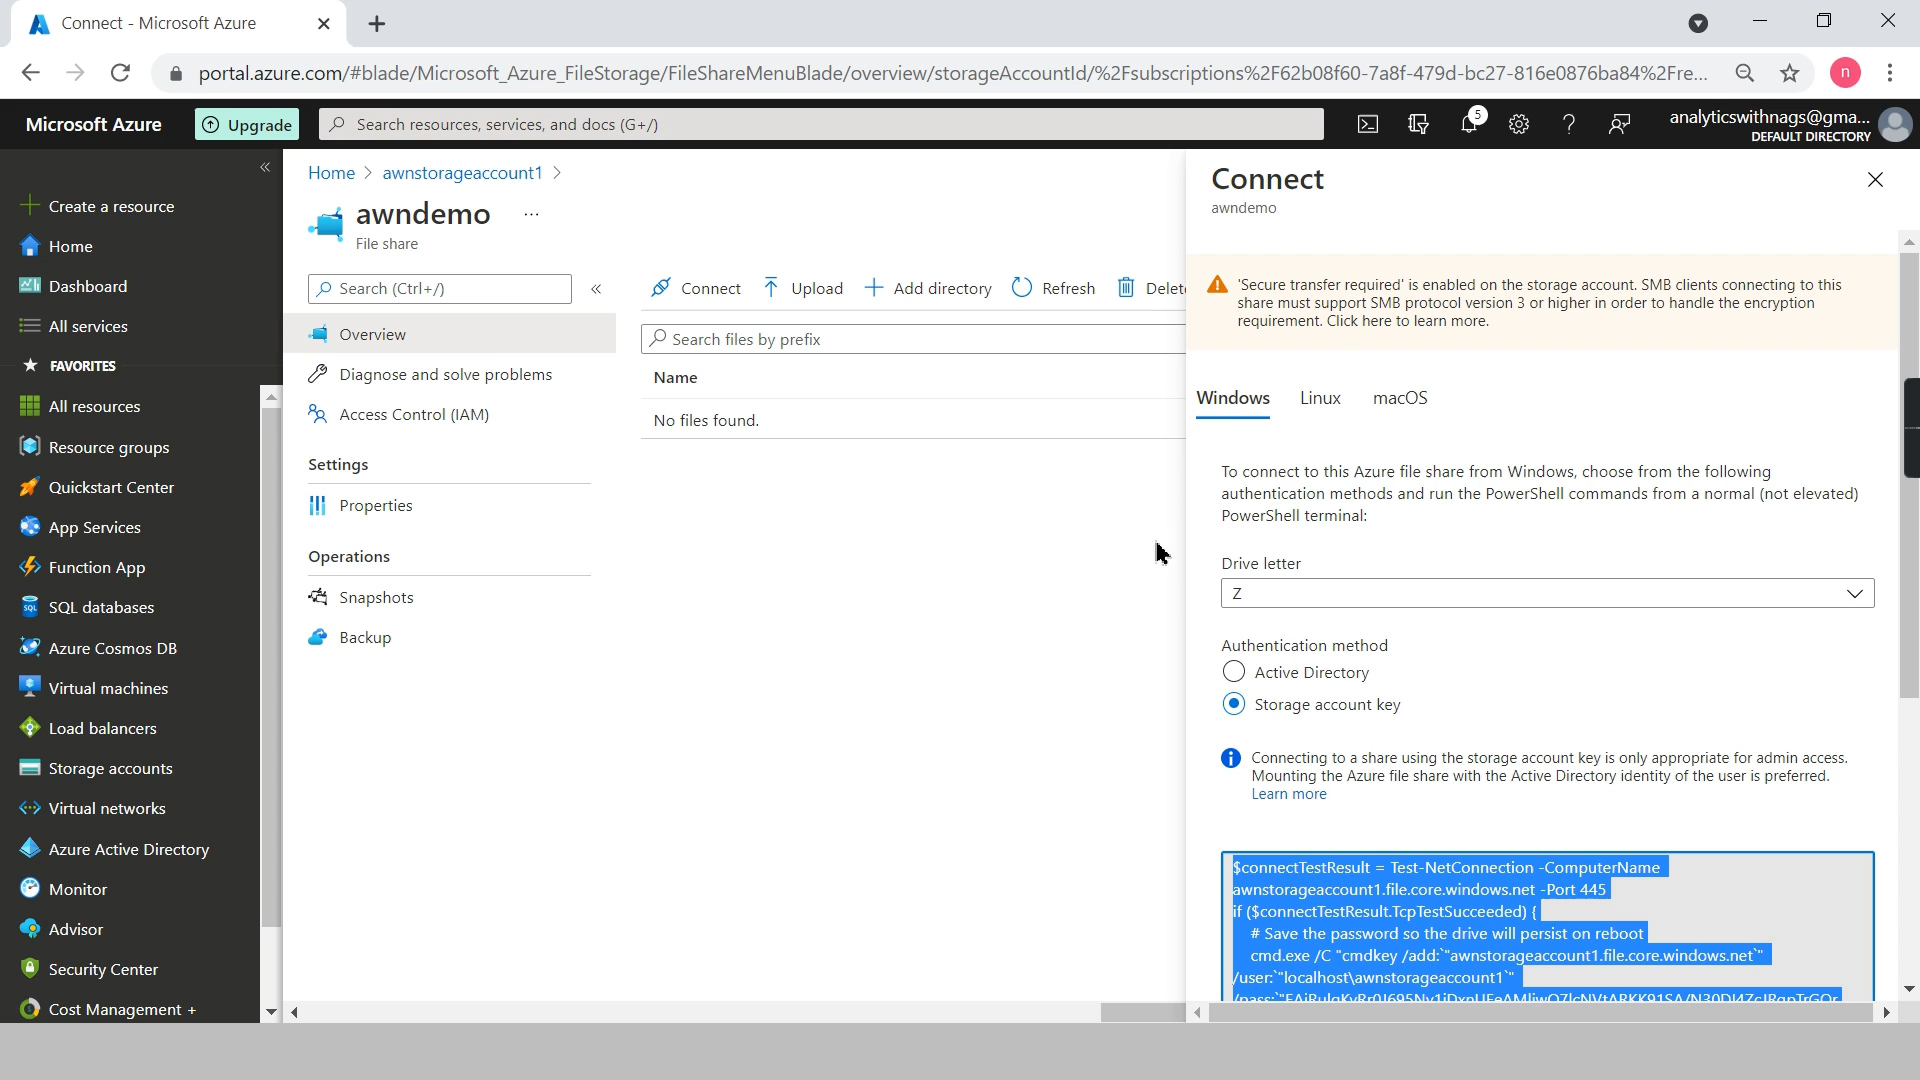 Connect - Microsoft Azure
portal.azure.com/#blade/Microsoft_Azure_FileStorage/FileShareMenuBlade/overview/storageAccountId/%2Fsubscriptions%2F62b08f60-7a8f-479d-bc27-816e0876ba84%2Fre...
n
Microsoft Azure
Upgrade
Search resources, services, and docs (G+/)
5
analyticswithnags@gma...
DEFAULT DIRECTORY
Create a resource
Home
Dashboard
All services
FAVORITES
All resources
Resource groups
Quickstart Center
App Services
Function App
SQL databases
Azure Cosmos DB
Virtual machines
Load balancers
Storage accounts
Virtual networks
Azure Active Directory
Monitor
Advisor
Security Center
Cost Management +
Home > awnstorageaccount1 >
awndemo ...
File share
Search (Ctrl+/)
Overview
Diagnose and solve problems
Access Control (IAM)
Settings
Properties
Operations
Snapshots
Backup
Connect
Upload
Add directory
Refresh
Delete
Search files by prefix
Name
No files found.
Connect
awndemo
'Secure transfer required' is enabled on the storage account. SMB clients connecting to this
share must support SMB protocol version 3 or higher in order to handle the encryption
requirement. Click here to learn more.
Windows
Linux
macOS
To connect to this Azure file share from Windows, choose from the following
authentication methods and run the PowerShell commands from a normal (not elevated)
PowerShell terminal:
Drive letter
Z
Authentication method
Active Directory
Storage account key
Connecting to a share using the storage account key is only appropriate for admin access.
Mounting the Azure file share with the Active Directory identity of the user is preferred.
Learn more
$connectTestResult = Test-NetConnection -ComputerName
awnstorageaccount1.file.core.windows.net -Port 445
if ($connectTestResult.TcpTestSucceeded) {
# Save the password so the drive will persist on reboot
cmd.exe /C "cmdkey /add:`"awnstorageaccount1.file.core.windows.net`"
/user:`"localhost\awnstorageaccount1`"